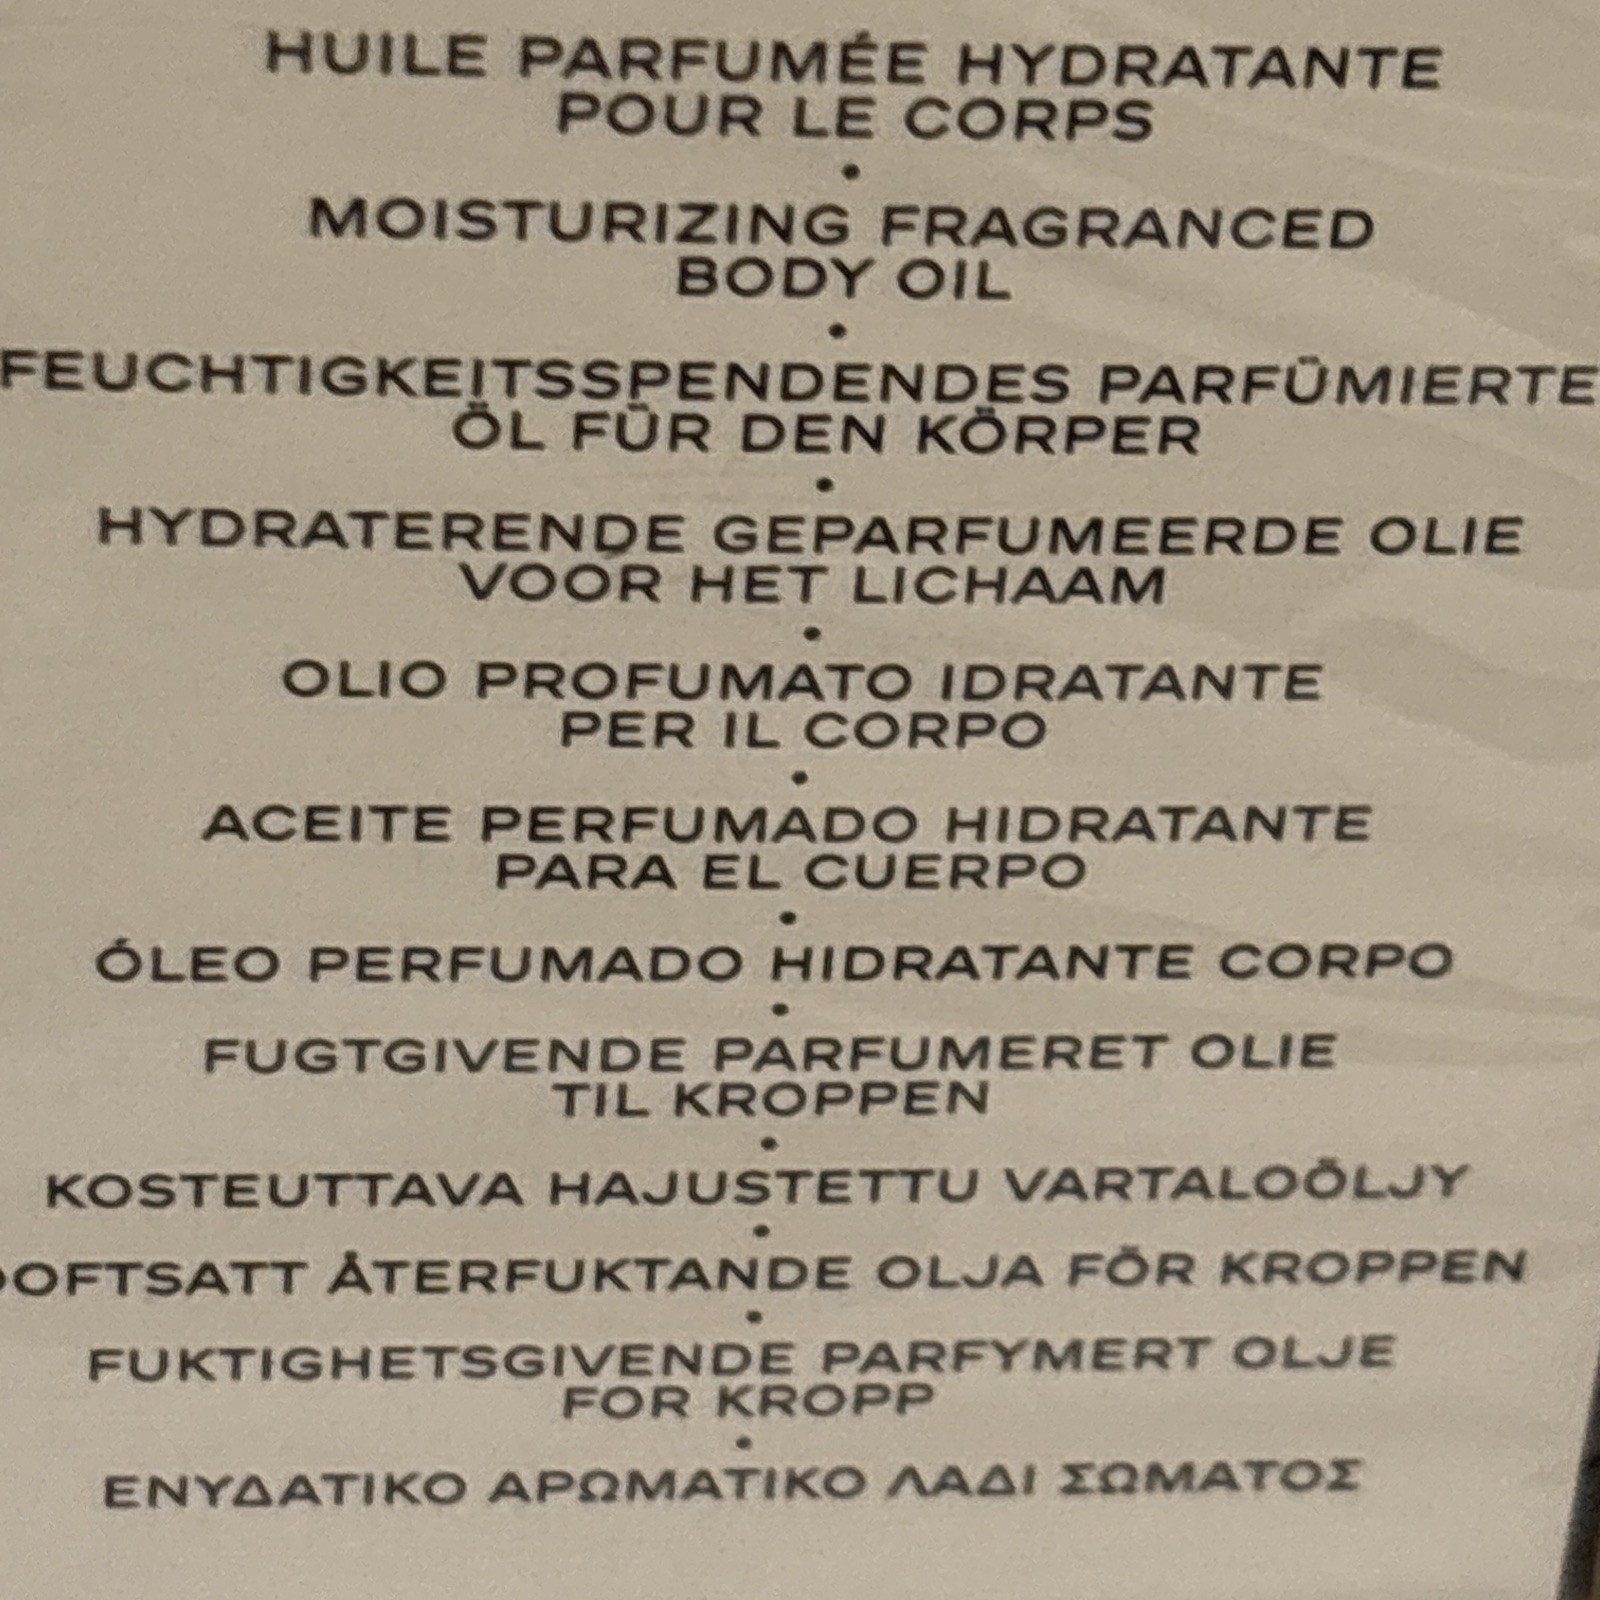 HUILE PARFUMÉE HYDRATANTE
POUR LE CORPS
•
MOISTURIZING FRAGRANCED
BODY OIL
•
FEUCHTIGKEITSSPENDENDES PARFÜMIERTE
ÖL FÜR DEN KÖRPER
•
HYDRATERENDE GEPARFUMEERDE OLIE
VOOR HET LICHAAM
•
OLIO PROFUMATO IDRATANTE
PER IL CORPO
•
ACEITE PERFUMADO HIDRATANTE
PARA EL CUERPO
•
ÓLEO PERFUMADO HIDRATANTE CORPO
•
FUGTGIVENDE PARFUMERET OLIE
TIL KROPPEN
•
KOSTEUTTAVA HAJUSTETTU VARTALOÖLJY
•
DOFTSATT ÅTERFUKTANDE OLJA FÖR KROPPEN
•
FUKTIGHETSGIVENDE PARFYMERT OLJE
FOR KROPP
•
ΕΝΥΔΑΤΙΚΟ ΑΡΩΜΑΤΙΚΟ ΛΑΔΙ ΣΩΜΑΤΟΣ